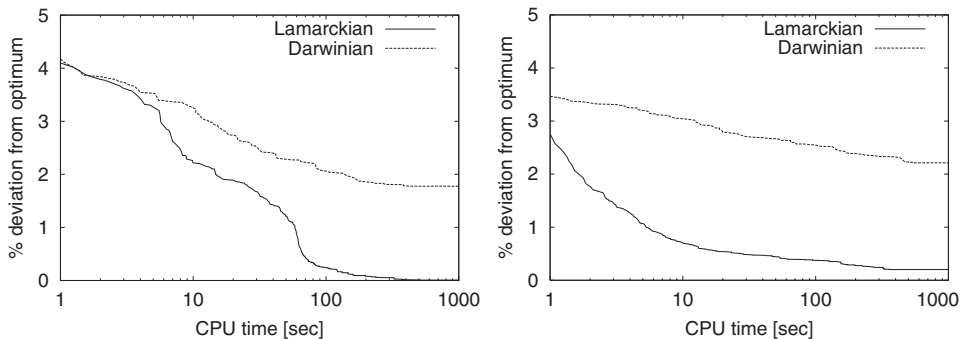 5
4
3
2
1
0
% deviation from optimum
Lamarckian
Darwinian
1 10 100 1000
CPU time [sec]
5
4
3
2
1
0
% deviation from optimum
Lamarckian
Darwinian
1 10 100 1000
CPU time [sec]